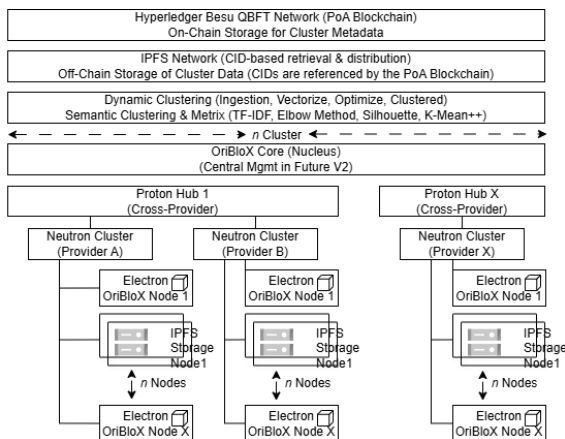 Hyperledger Besu QBFT Network (PoA Blockchain)
On-Chain Storage for Cluster Metadata
IPFS Network (CID-based retrieval & distribution)
Off-Chain Storage of Cluster Data (CIDs are referenced by the PoA Blockchain)
Dynamic Clustering (Ingestion, Vectorize, Optimize, Clustered)
Semantic Clustering & Metrix (TF-IDF, Elbow Method, Silhouette, K-Mean++)
n Cluster
OriBloX Core (Nucleus)
(Central Mgmt in Future V2)
Proton Hub 1
(Cross-Provider)
Proton Hub X
(Cross-Provider)
Neutron Cluster
(Provider A)
Neutron Cluster
(Provider B)
Neutron Cluster
(Provider X)
Electron
OriBloX Node 1
Electron
OriBloX Node 1
Electron
OriBloX Node 1
IPFS
Storage
Node1
IPFS
Storage
Node1
IPFS
Storage
Node1
n Nodes
n Nodes
n Nodes
Electron
OriBloX Node X
Electron
OriBloX Node X
Electron
OriBloX Node X